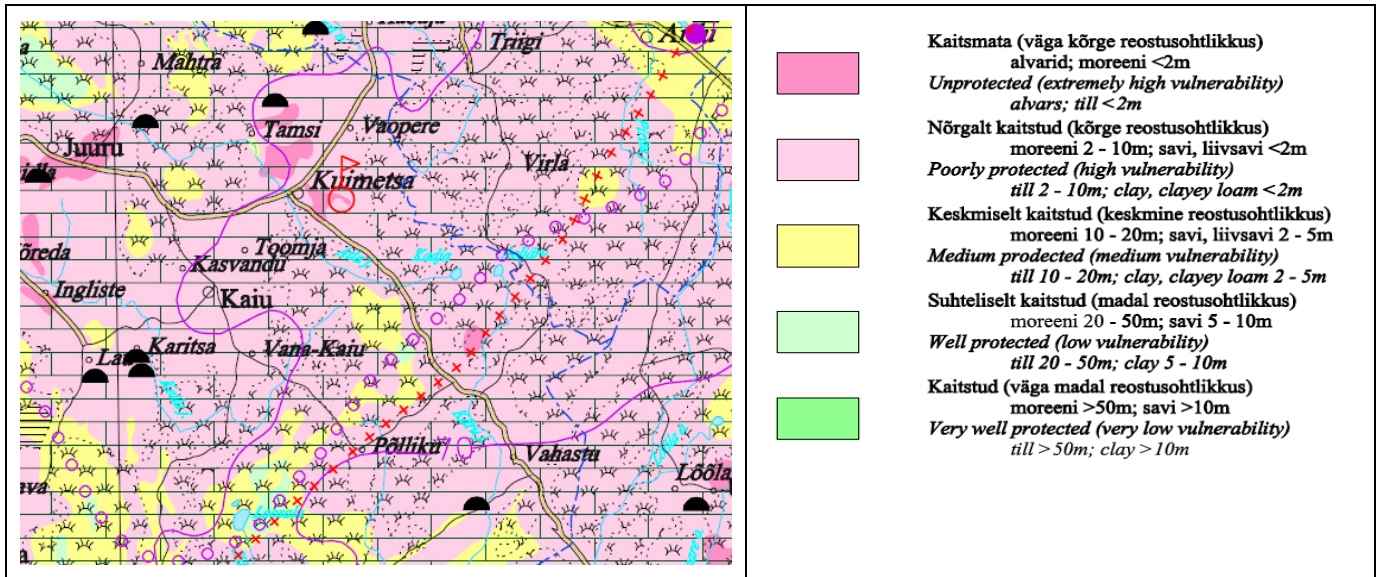 Mahtra
Triigi
Juuru
Tamsi
Vaopere
Virla
Kuimetsa
Toomja
Kasvandu
Ingliste
Kaiu
Karitsa
Vana-Kaiu
Põlliku
Vahastu
Kaitsmata (väga kõrge reostusohtlikkus)
alvarid; moreeni <2m
Unprotected (extremely high vulnerability)
alvars; till <2m
Nõrgalt kaitstud (kõrge reostusohtlikkus)
moreeni 2 - 10m; savi, liivsavi <2m
Poorly protected (high vulnerability)
till 2 - 10m; clay, clayey loam <2m
Keskmiselt kaitstud (keskmine reostusohtlikkus)
moreeni 10 - 20m; savi, liivsavi 2 - 5m
Medium prodected (medium vulnerability)
till 10 - 20m; clay, clayey loam 2 - 5m
Suhteliselt kaitstud (madal reostusohtlikkus)
moreeni 20 - 50m; savi 5 - 10m
Well protected (low vulnerability)
till 20 - 50m; clay 5 - 10m
Kaitstud (väga madal reostusohtlikkus)
moreeni >50m; savi >10m
Very well protected (very low vulnerability)
till >50m; clay >10m